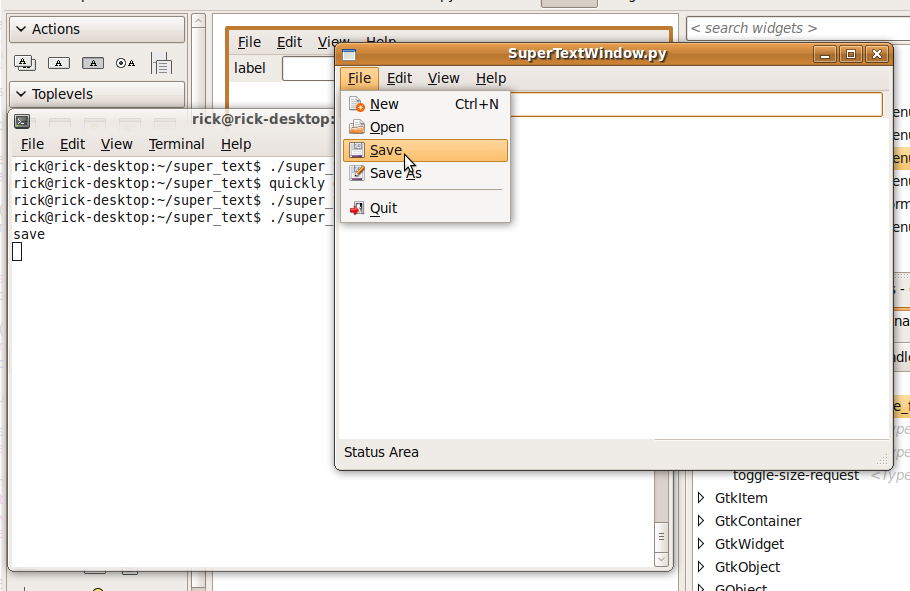 Actions
Toplevels
File Edit View Help
label
< search widgets >
SuperTextWindow.py
File Edit View Help
New Ctrl+N
Open
Save
Save As
Quit
Status Area
rick@rick-desktop:
File Edit View Terminal Help
rick@rick-desktop:~/super_text$ ./super_
rick@rick-desktop:~/super_text$ quickly
rick@rick-desktop:~/super_text$ ./super_
rick@rick-desktop:~/super_text$ ./super_
save
toggle-size-request <Type
GtkItem
GtkContainer
GtkWidget
GtkObject
GObject